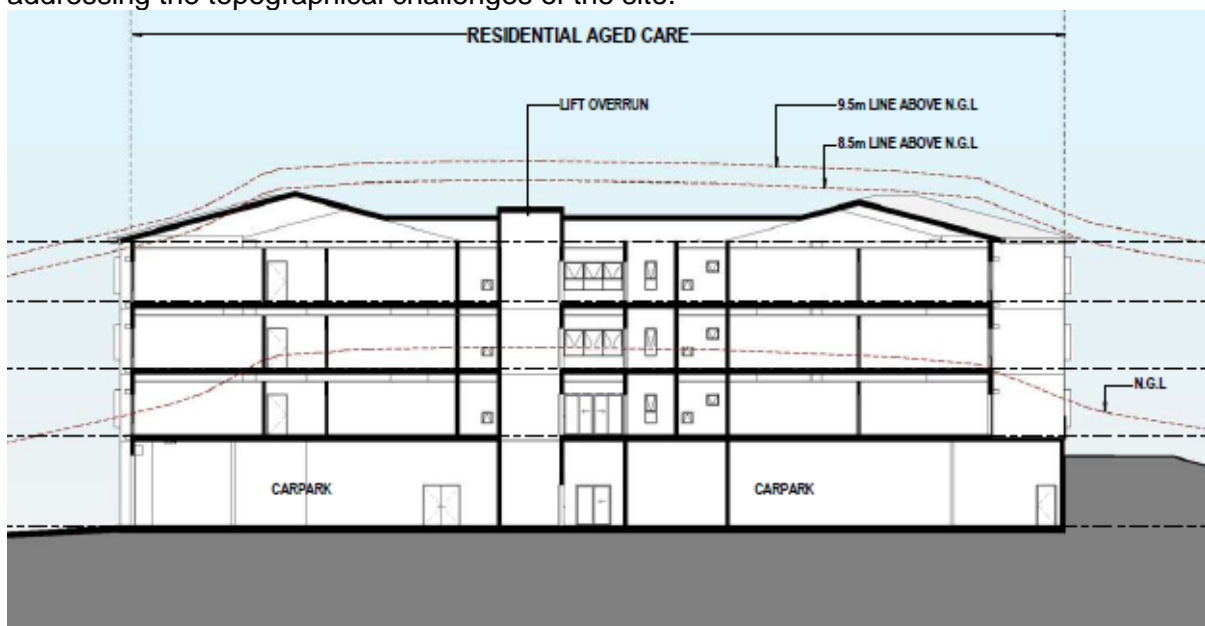 addressing the topographical challenges of the site.
RESIDENTIAL AGED CARE
LIFT OVERRUN
9.5m LINE ABOVE N.G.L
8.5m LINE ABOVE N.G.L
N.G.L
CARPARK
CARPARK